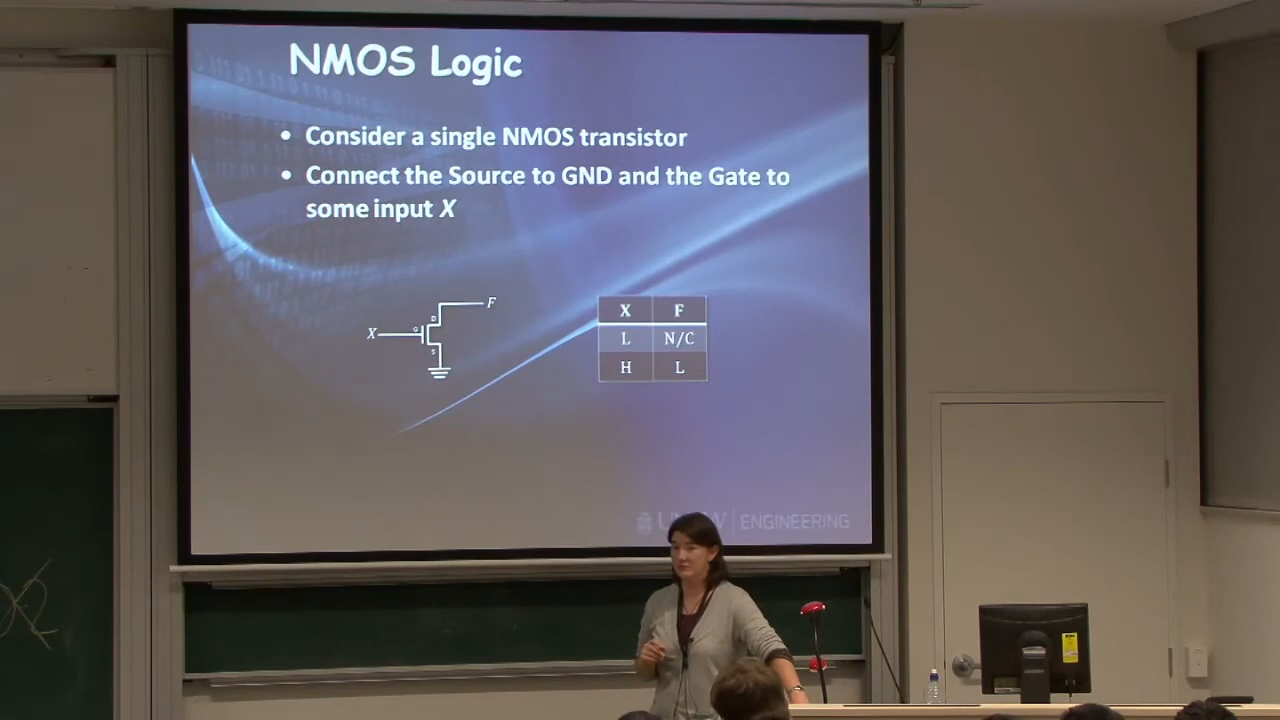 NMOS Logic
• Consider a single NMOS transistor
• Connect the Source to GND and the Gate to
some input X
F
D
X
G
S
X F
L N/C
H L
ENGINEERING